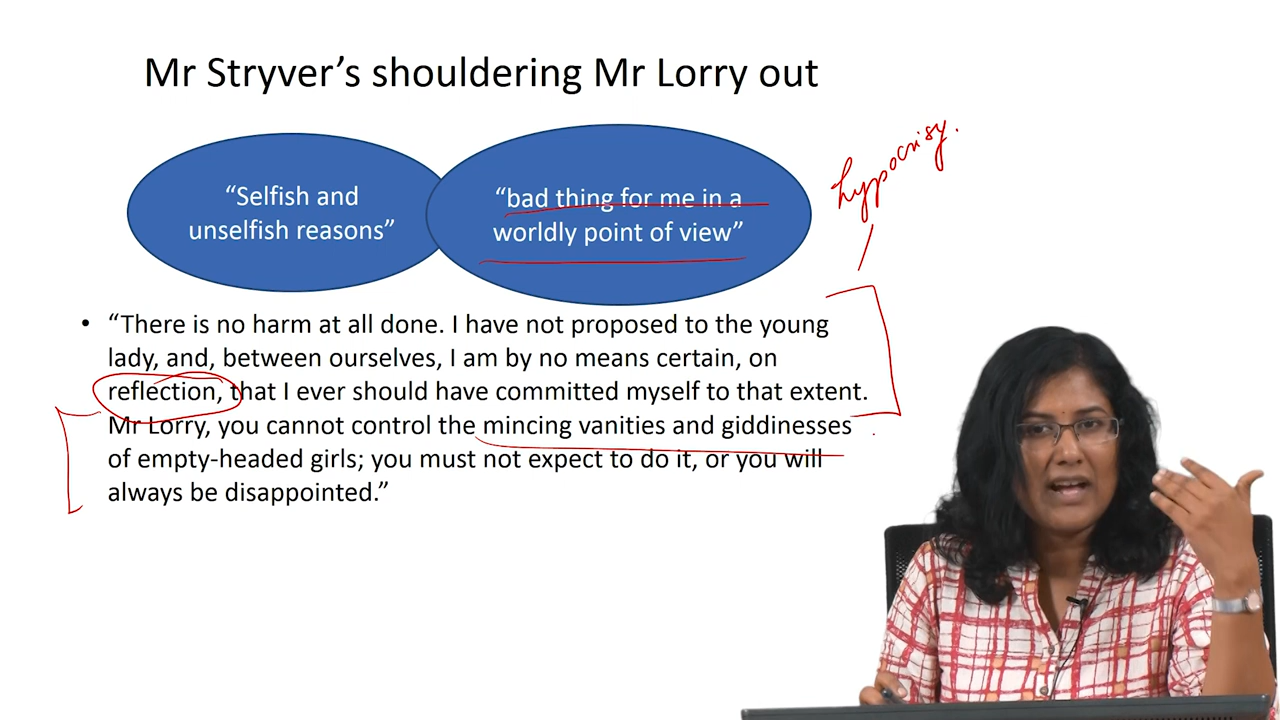 Mr Stryver’s shouldering Mr Lorry out
“Selfish and
unselfish reasons”
“bad thing for me in a
worldly point of view”
hypocrisy.
• “There is no harm at all done. I have not proposed to the young
lady, and, between ourselves, I am by no means certain, on
reflection, that I ever should have committed myself to that extent.
Mr Lorry, you cannot control the mincing vanities and giddinesses
of empty-headed girls; you must not expect to do it, or you will
always be disappointed.”